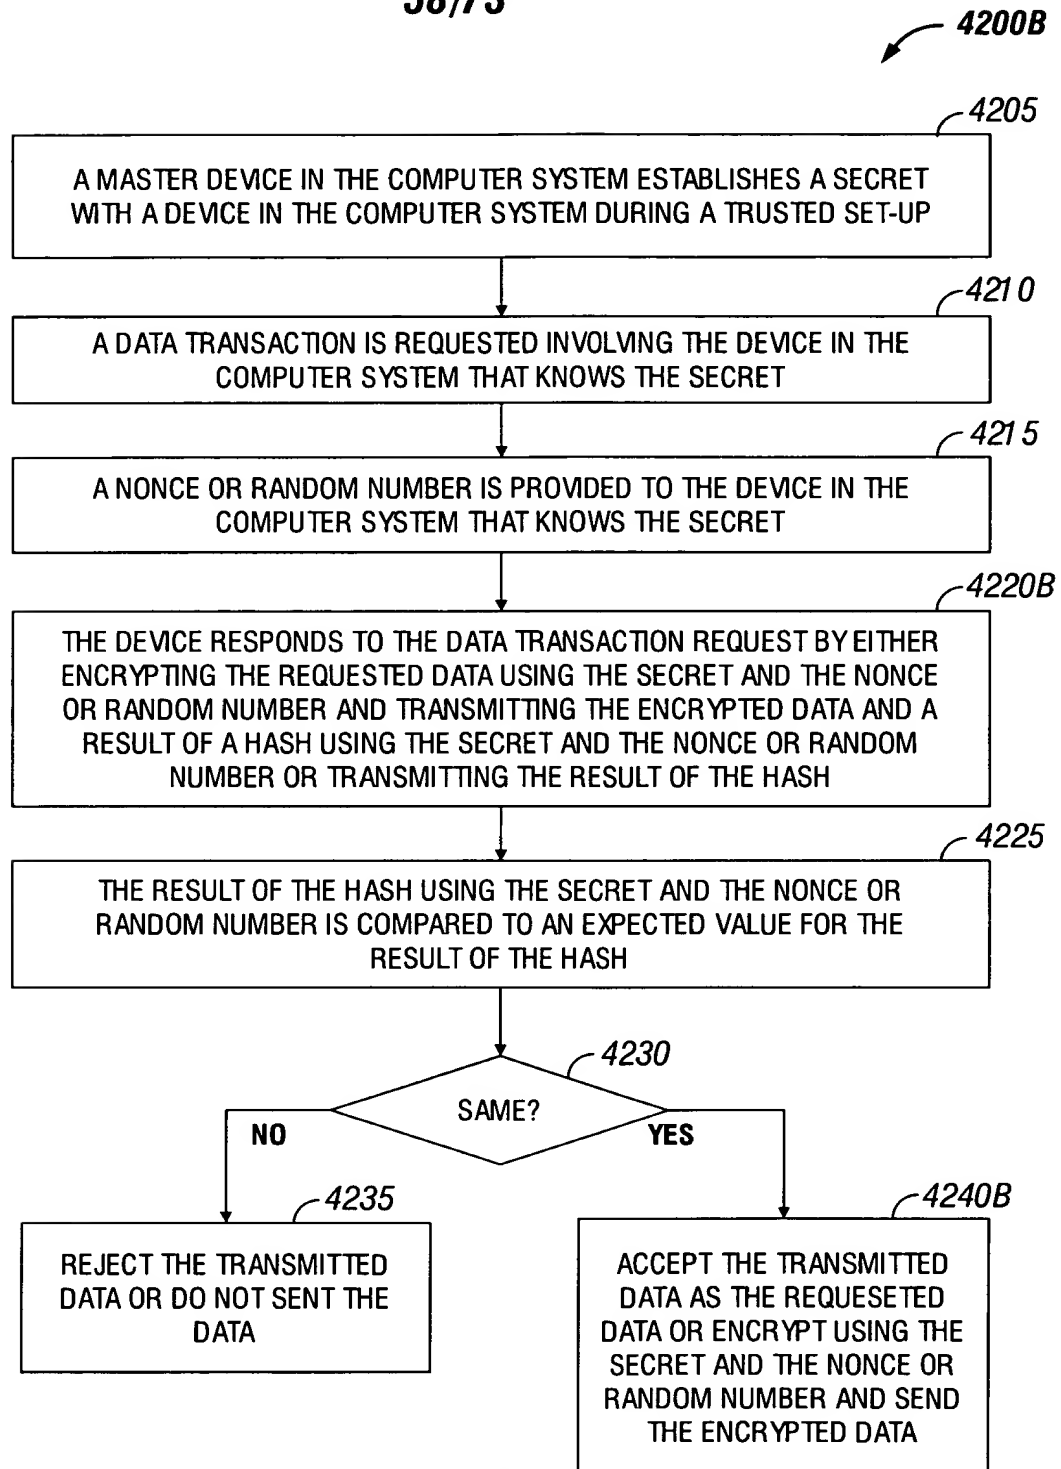 58/73
4200B
4205
A MASTER DEVICE IN THE COMPUTER SYSTEM ESTABLISHES A SECRET
WITH A DEVICE IN THE COMPUTER SYSTEM DURING A TRUSTED SET-UP
4210
A DATA TRANSACTION IS REQUESTED INVOLVING THE DEVICE IN THE
COMPUTER SYSTEM THAT KNOWS THE SECRET
4215
A NONCE OR RANDOM NUMBER IS PROVIDED TO THE DEVICE IN THE
COMPUTER SYSTEM THAT KNOWS THE SECRET
4220B
THE DEVICE RESPONDS TO THE DATA TRANSACTION REQUEST BY EITHER
ENCRYPTING THE REQUESTED DATA USING THE SECRET AND THE NONCE
OR RANDOM NUMBER AND TRANSMITTING THE ENCRYPTED DATA AND A
RESULT OF A HASH USING THE SECRET AND THE NONCE OR RANDOM
NUMBER OR TRANSMITTING THE RESULT OF THE HASH
4225
THE RESULT OF THE HASH USING THE SECRET AND THE NONCE OR
RANDOM NUMBER IS COMPARED TO AN EXPECTED VALUE FOR THE
RESULT OF THE HASH
4230
SAME?
NO
YES
4235
REJECT THE TRANSMITTED
DATA OR DO NOT SENT THE
DATA
4240B
ACCEPT THE TRANSMITTED
DATA AS THE REQUESETED
DATA OR ENCRYPT USING THE
SECRET AND THE NONCE OR
RANDOM NUMBER AND SEND
THE ENCRYPTED DATA